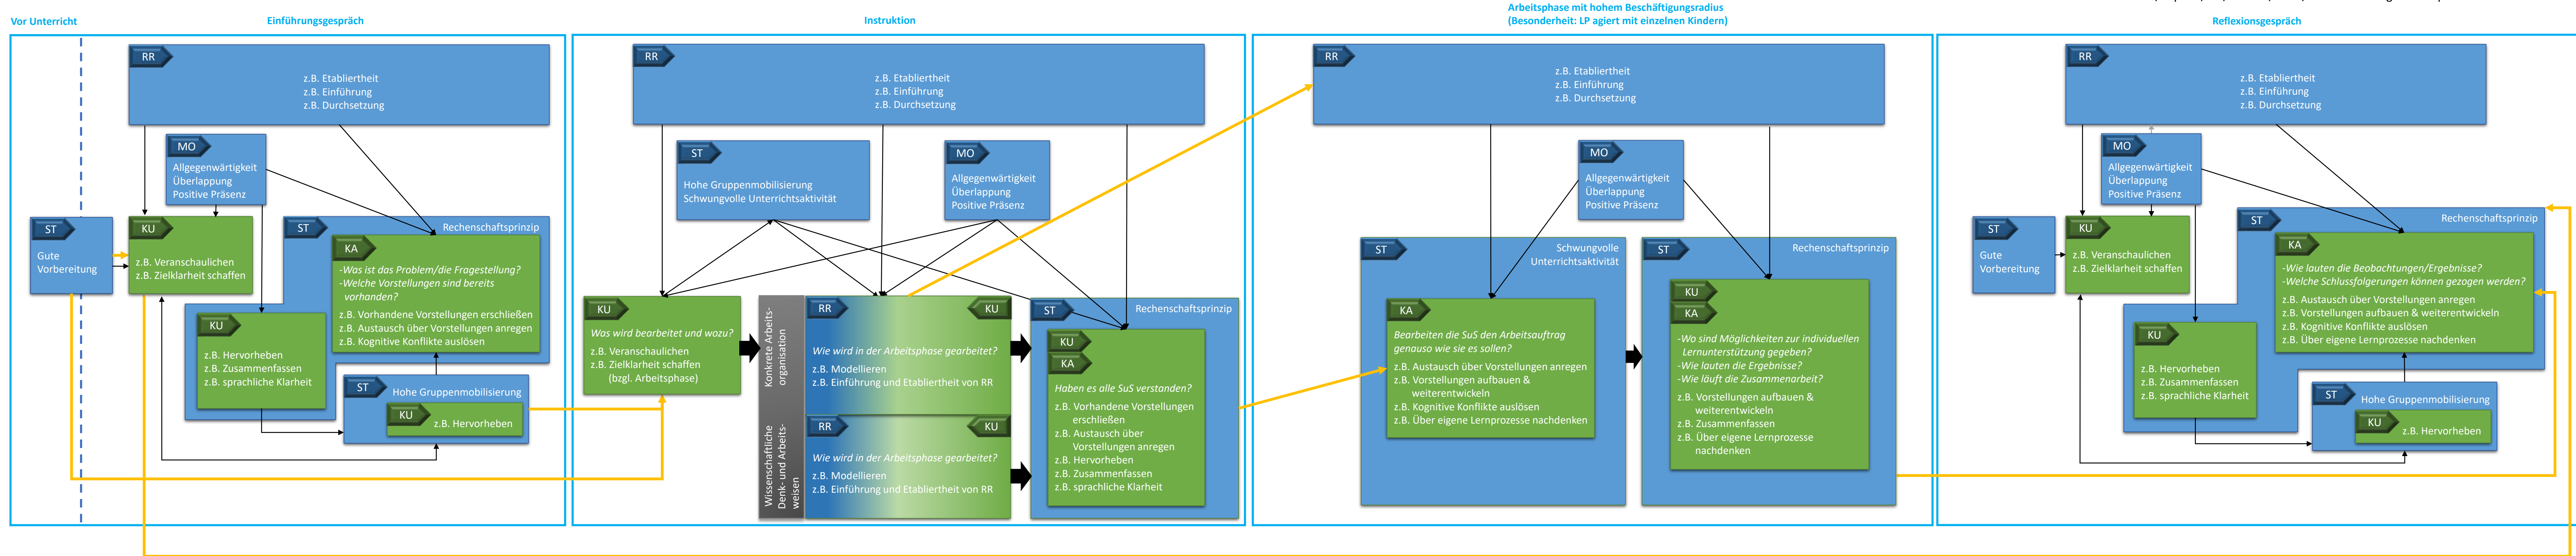 Vor Unterricht
Einführungsgespräch
RR
z.B. Etabliertheit
z.B. Einführung
z.B. Durchsetzung
MO
Allgegenwärtigkeit
Überlappung
Positive Präsenz
ST
Gute
Vorbereitung
KU
z.B. Veranschaulichen
z.B. Zielklarheit schaffen
ST
Rechenschaftsprinzip
KA
-Was ist das Problem/die Fragestellung?
-Welche Vorstellungen sind bereits
vorhanden?
z.B. Vorhandene Vorstellungen erschließen
z.B. Austausch über Vorstellungen anregen
z.B. Kognitive Konflikte auslösen
KU
z.B. Hervorheben
z.B. Zusammenfassen
z.B. sprachliche Klarheit
ST
Hohe Gruppenmobilisierung
KU
z.B. Hervorheben
Instruktion
RR
z.B. Etabliertheit
z.B. Einführung
z.B. Durchsetzung
ST
Hohe Gruppenmobilisierung
Schwungvolle Unterrichtsaktivität
MO
Allgegenwärtigkeit
Überlappung
Positive Präsenz
KU
Was wird bearbeitet und wozu?
z.B. Veranschaulichen
z.B. Zielklarheit schaffen
(bzgl. Arbeitsphase)
Konkrete Arbeits-
organisation
RR
KU
Wie wird in der Arbeitsphase gearbeitet?
z.B. Modellieren
z.B. Einführung und Etabliertheit von RR
Wissenschaftliche
Denk- und Arbeits-
weisen
RR
KU
Wie wird in der Arbeitsphase gearbeitet?
z.B. Modellieren
z.B. Einführung und Etabliertheit von RR
ST
Rechenschaftsprinzip
KU
KA
Haben es alle SuS verstanden?
z.B. Vorhandene Vorstellungen
erschließen
z.B. Austausch über
Vorstellungen anregen
z.B. Hervorheben
z.B. Zusammenfassen
z.B. sprachliche Klarheit
Arbeitsphase mit hohem Beschäftigungsradius
(Besonderheit: LP agiert mit einzelnen Kindern)
RR
z.B. Etabliertheit
z.B. Einführung
z.B. Durchsetzung
MO
Allgegenwärtigkeit
Überlappung
Positive Präsenz
ST
Schwungvolle
Unterrichtsaktivität
KA
Bearbeiten die SuS den Arbeitsauftrag
genauso wie sie es sollen?
z.B. Austausch über Vorstellungen anregen
z.B. Vorstellungen aufbauen &
weiterentwickeln
z.B. Kognitive Konflikte auslösen
z.B. Über eigene Lernprozesse nachdenken
ST
Rechenschaftsprinzip
KU
KA
-Wo sind Möglichkeiten zur individuellen
Lernunterstützung gegeben?
-Wie lauten die Ergebnisse?
-Wie läuft die Zusammenarbeit?
z.B. Vorstellungen aufbauen &
weiterentwickeln
z.B. Zusammenfassen
z.B. Über eigene Lernprozesse
nachdenken
Reflexionsgespräch
RR
z.B. Etabliertheit
z.B. Einführung
z.B. Durchsetzung
MO
Allgegenwärtigkeit
Überlappung
Positive Präsenz
ST
Gute
Vorbereitung
KU
z.B. Veranschaulichen
z.B. Zielklarheit schaffen
ST
Rechenschaftsprinzip
KA
-Wie lauten die Beobachtungen/Ergebnisse?
-Welche Schlussfolgerungen können gezogen werden?
z.B. Austausch über Vorstellungen anregen
z.B. Vorstellungen aufbauen & weiterentwickeln
z.B. Kognitive Konflikte auslösen
z.B. Über eigene Lernprozesse nachdenken
KU
z.B. Hervorheben
z.B. Zusammenfassen
z.B. sprachliche Klarheit
ST
Hohe Gruppenmobilisierung
KU
z.B. Hervorheben